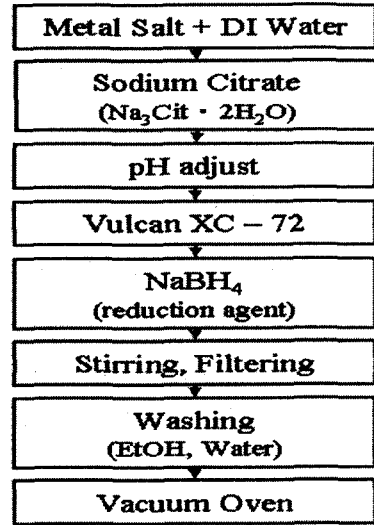 Metal Salt + DI Water
Sodium Citrate
(Na₃Cit · 2H₂O)
pH adjust
Vulcan XC – 72
NaBH₄
(reduction agent)
Stirring, Filtering
Washing
(EtOH, Water)
Vacuum Oven